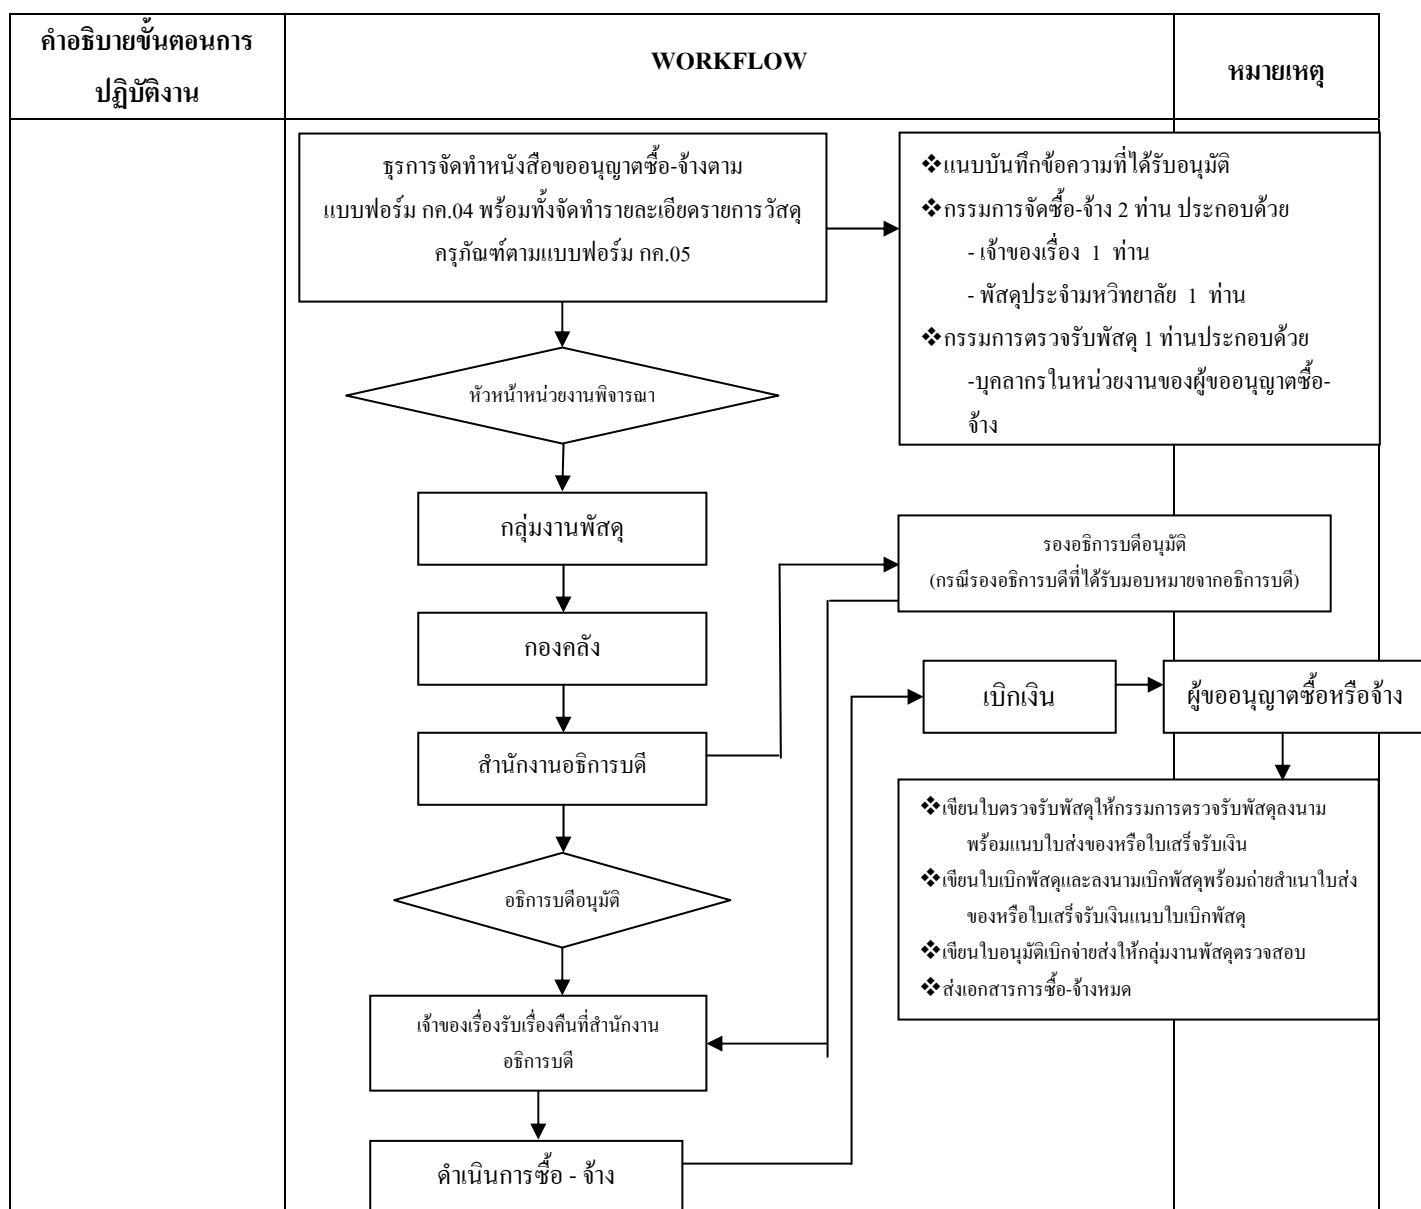 คำอธิบายขั้นตอนการ
ปฏิบัติงาน
WORKFLOW
หมายเหตุ
ธุรการจัดทำหนังสือขออนุญาตซื้อ-จ้างตาม
แบบฟอร์ม กค.04 พร้อมทั้งจัดทำรายละเอียดรายการวัสดุ
ครุภัณฑ์ตามแบบฟอร์ม กค.05
❖แนบบันทึกข้อความที่ได้รับอนุมัติ
❖กรรมการจัดซื้อ-จ้าง 2 ท่าน ประกอบด้วย
- เจ้าของเรื่อง 1 ท่าน
- พัสดุประจำมหวิทยาลัย 1 ท่าน
❖กรรมการตรวจรับพัสดุ 1 ท่านประกอบด้วย
-บุคลากรในหน่วยงานของผู้ขออนุญาตซื้อ-
จ้าง
หัวหน้าหน่วยงานพิจารณา
กลุ่มงานพัสดุ
รองอธิการบดีอนุมัติ
(กรณีรองอธิการบดีที่ได้รับมอบหมายจากอธิการบดี)
กองคลัง
เบิกเงิน
ผู้ขออนุญาตซื้อหรือจ้าง
สำนักงานอธิการบดี
❖เขียนใบตรวจรับพัสดุให้กรรมการตรวจรับพัสดุลงนาม
พร้อมแนบใบส่งของหรือใบเสร็จรับเงิน
❖เขียนใบเบิกพัสดุและลงนามเบิกพัสดุพร้อมถ่ายสำเนาใบส่ง
ของหรือใบเสร็จรับเงินแนบใบเบิกพัสดุ
❖เขียนใบอนุมัติเบิกจ่ายส่งให้กลุ่มงานพัสดุตรวจสอบ
❖ส่งเอกสารการซื้อ-จ้างหมด
อธิการบดีอนุมัติ
เจ้าของเรื่องรับเรื่องคืนที่สำนักงาน
อธิการบดี
ดำเนินการซื้อ - จ้าง